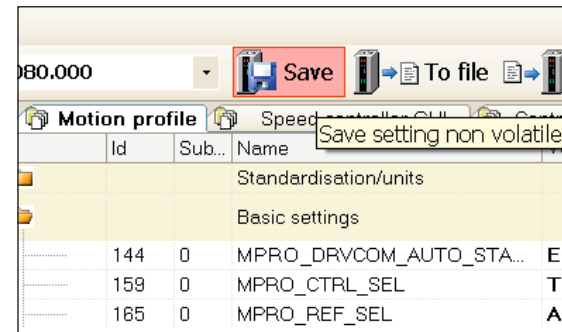 080.000 Save To file
Motion profile Speed controller GUI
Save setting non volatile
Id Sub... Name
Standardisation/units
Basic settings
144 0 MPRO_DRVCOM_AUTO_STA... E
159 0 MPRO_CTRL_SEL T
165 0 MPRO_REF_SEL A